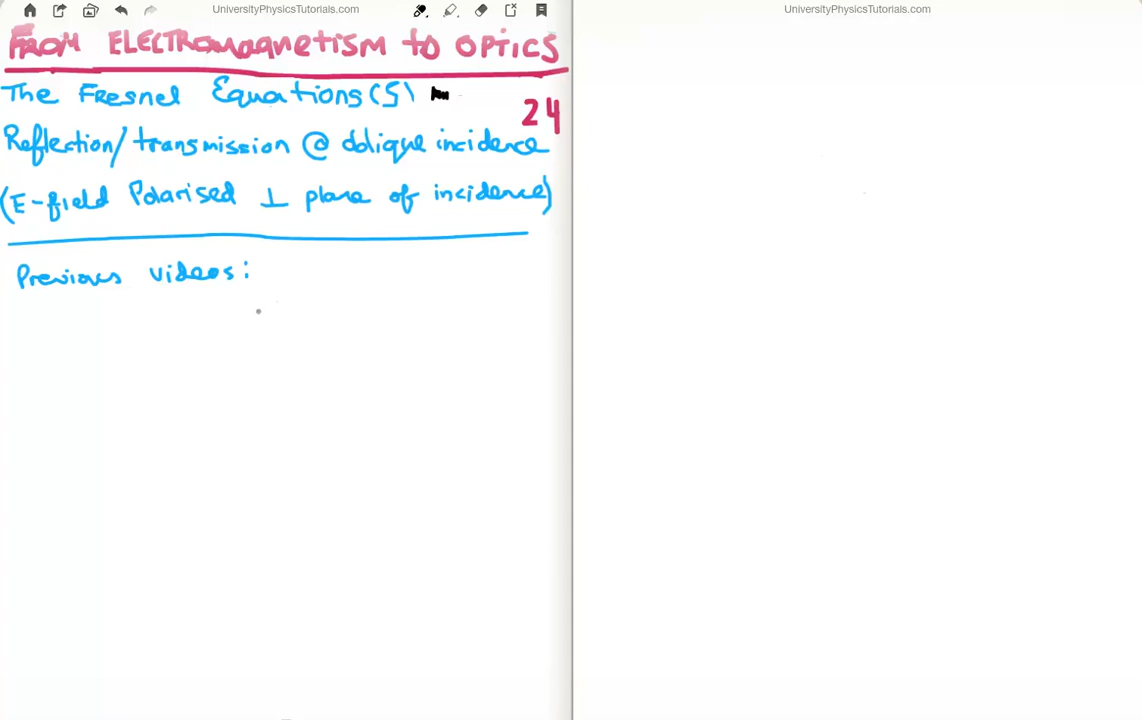 UniversityPhysicsTutorials.com
UniversityPhysicsTutorials.com
From ELECTRomagnetism to OPTICS
The Fresnel Equations(5)
24
Reflection/transmission @ oblique incidence
(E-field Polarised ⊥ plane of incidence)
Previous videos: